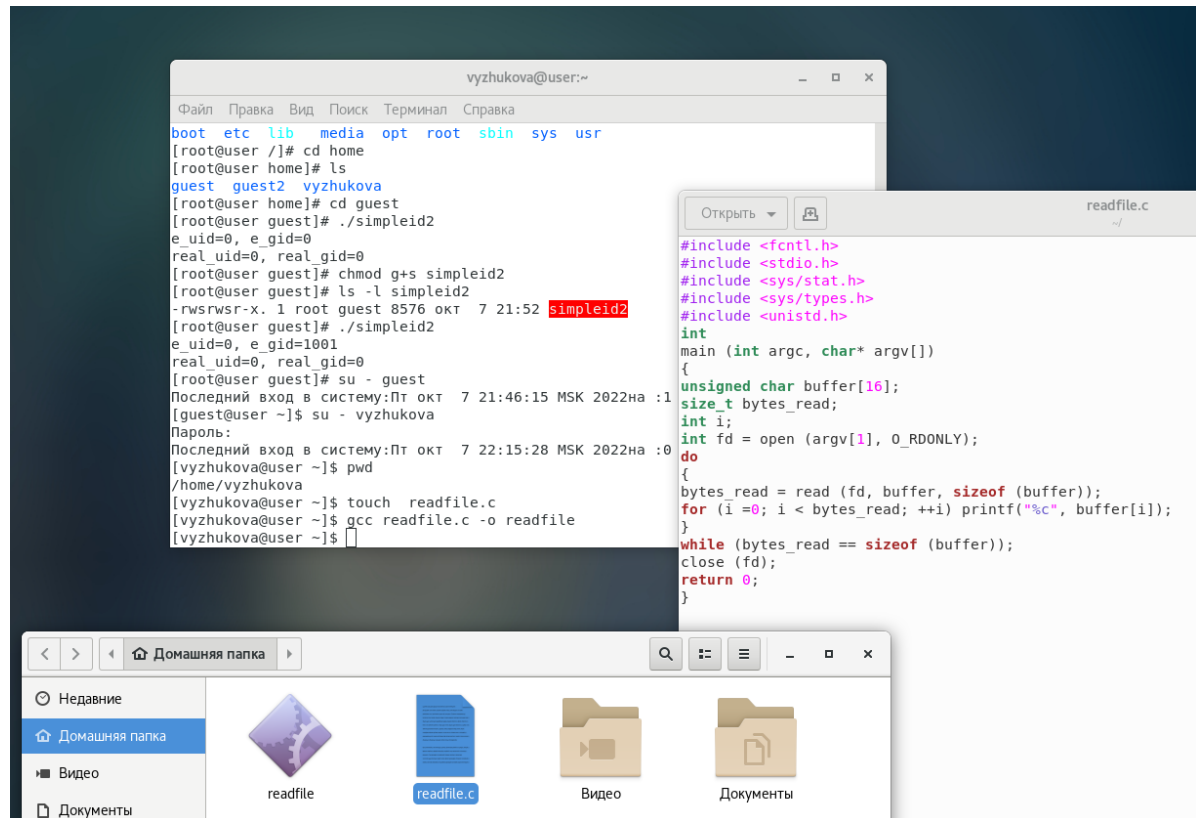 vyzhukova@user:~
Файл Правка Вид Поиск Терминал Справка
boot etc lib media opt root sbin sys usr
[root@user /]# cd home
[root@user home]# ls
guest guest2 vyzhukova
[root@user home]# cd guest
[root@user guest]# ./simpleid2
e_uid=0, e_gid=0
real_uid=0, real_gid=0
[root@user guest]# chmod g+s simpleid2
[root@user guest]# ls -l simpleid2
-rwsrwsr-x. 1 root guest 8576 окт 7 21:52 simpleid2
[root@user guest]# ./simpleid2
e_uid=0, e_gid=1001
real_uid=0, real_gid=0
[root@user guest]# su - guest
Последний вход в систему:Пт окт 7 21:46:15 MSK 2022на :1
[guest@user ~]$ su - vyzhukova
Пароль:
Последний вход в систему:Пт окт 7 22:15:28 MSK 2022на :0
[vyzhukova@user ~]$ pwd
/home/vyzhukova
[vyzhukova@user ~]$ touch readfile.c
[vyzhukova@user ~]$ gcc readfile.c -o readfile
[vyzhukova@user ~]$
Открыть
readfile.c
~/
#include <fcntl.h>
#include <stdio.h>
#include <sys/stat.h>
#include <sys/types.h>
#include <unistd.h>
int
main (int argc, char* argv[])
{
unsigned char buffer[16];
size_t bytes_read;
int i;
int fd = open (argv[1], O_RDONLY);
do
{
bytes_read = read (fd, buffer, sizeof (buffer));
for (i =0; i < bytes_read; ++i) printf("%c", buffer[i]);
}
while (bytes_read == sizeof (buffer));
close (fd);
return 0;
}
Домашняя папка
Недавние
Домашняя папка
Видео
Документы
readfile
readfile.c
Видео
Документы